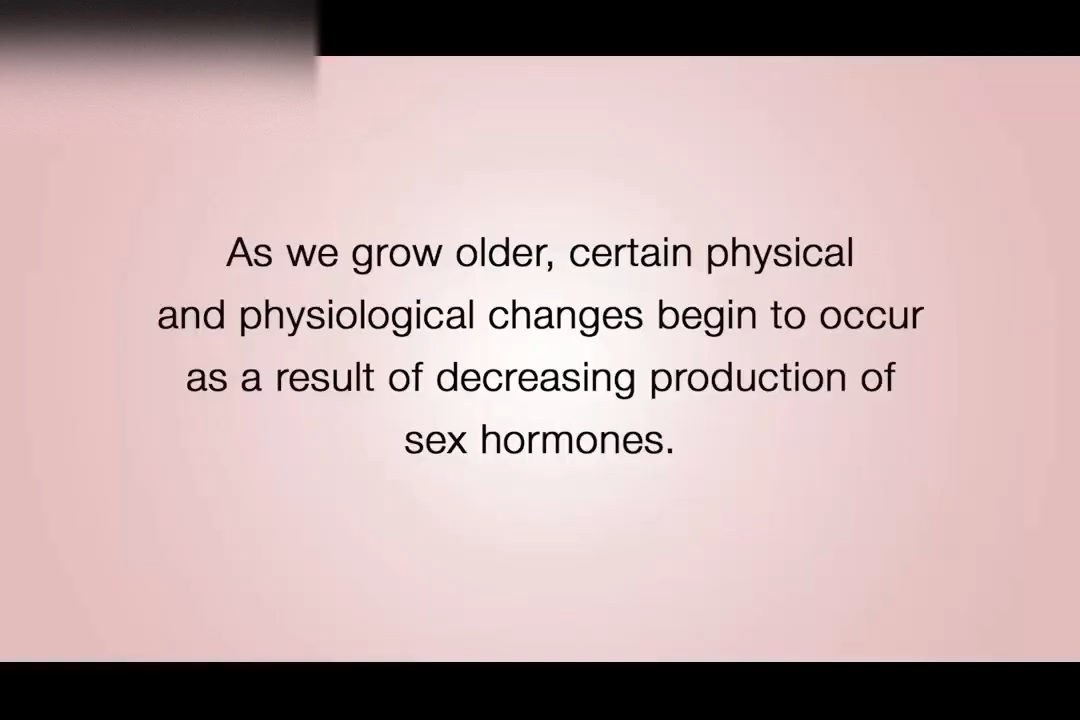 As we grow older, certain physical
and physiological changes begin to occur
as a result of decreasing production of
sex hormones.